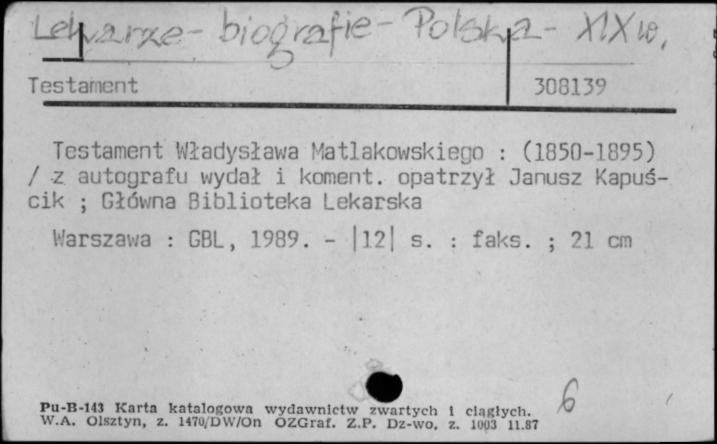 Lekarze - biografie - Polska - XIX w.
Testament 308139
Testament Władysława Matlakowskiego : (1850-1895)
/ z autografu wydał i koment. opatrzył Janusz Kapuś-
cik ; Główna Biblioteka Lekarska
Warszawa : GBL, 1989. - |12| s. : faks. ; 21 cm
6
Pu-B-143 Karta katalogowa wydawnictw zwartych i ciągłych.
W.A. Olsztyn, z. 1470/DW/On OZGraf. Z.P. Dz-wo, z. 1003 11.87